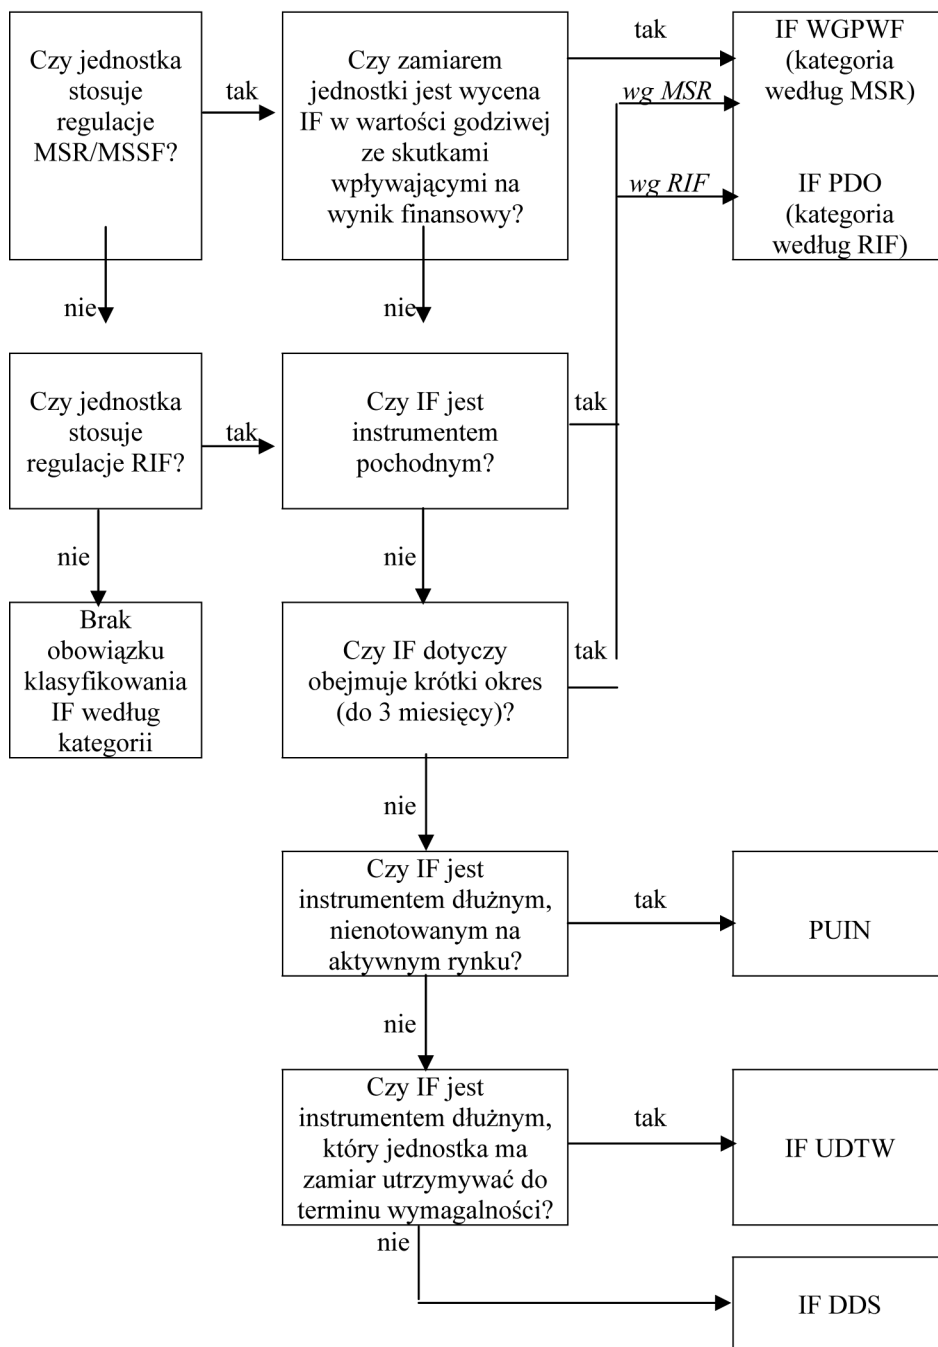 Czy jednostka
stosuje
regulacje
MSR/MSSF?
tak
Czy zamiarem
jednostki jest wycena
IF w wartości godziwej
ze skutkami
wpływającymi na
wynik finansowy?
tak
wg MSR
wg RIF
IF WGPWF
(kategoria
według MSR)
IF PDO
(kategoria
według RIF)
nie
nie
Czy jednostka
stosuje
regulacje RIF?
tak
Czy IF jest
instrumentem
pochodnym?
tak
nie
nie
Brak
obowiązku
klasyfikowania
IF według
kategorii
Czy IF dotyczy
obejmuje krótki okres
(do 3 miesięcy)?
tak
nie
Czy IF jest
instrumentem dłużnym,
nienotowanym na
aktywnym rynku?
tak
PUIN
nie
Czy IF jest
instrumentem dłużnym,
który jednostka ma
zamiar utrzymywać do
terminu wymagalności?
tak
IF UDTW
nie
IF DDS